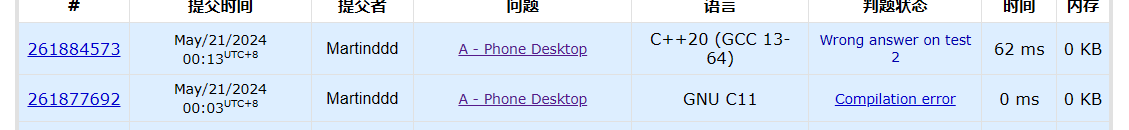 # 提交时间 提交者 问题 语言 判题状态 时间 内存
261884573 May/21/2024 00:13UTC+8 Martinddd A - Phone Desktop C++20 (GCC 13-64) Wrong answer on test 2 62 ms 0 KB
261877692 May/21/2024 00:03UTC+8 Martinddd A - Phone Desktop GNU C11 Compilation error 0 ms 0 KB